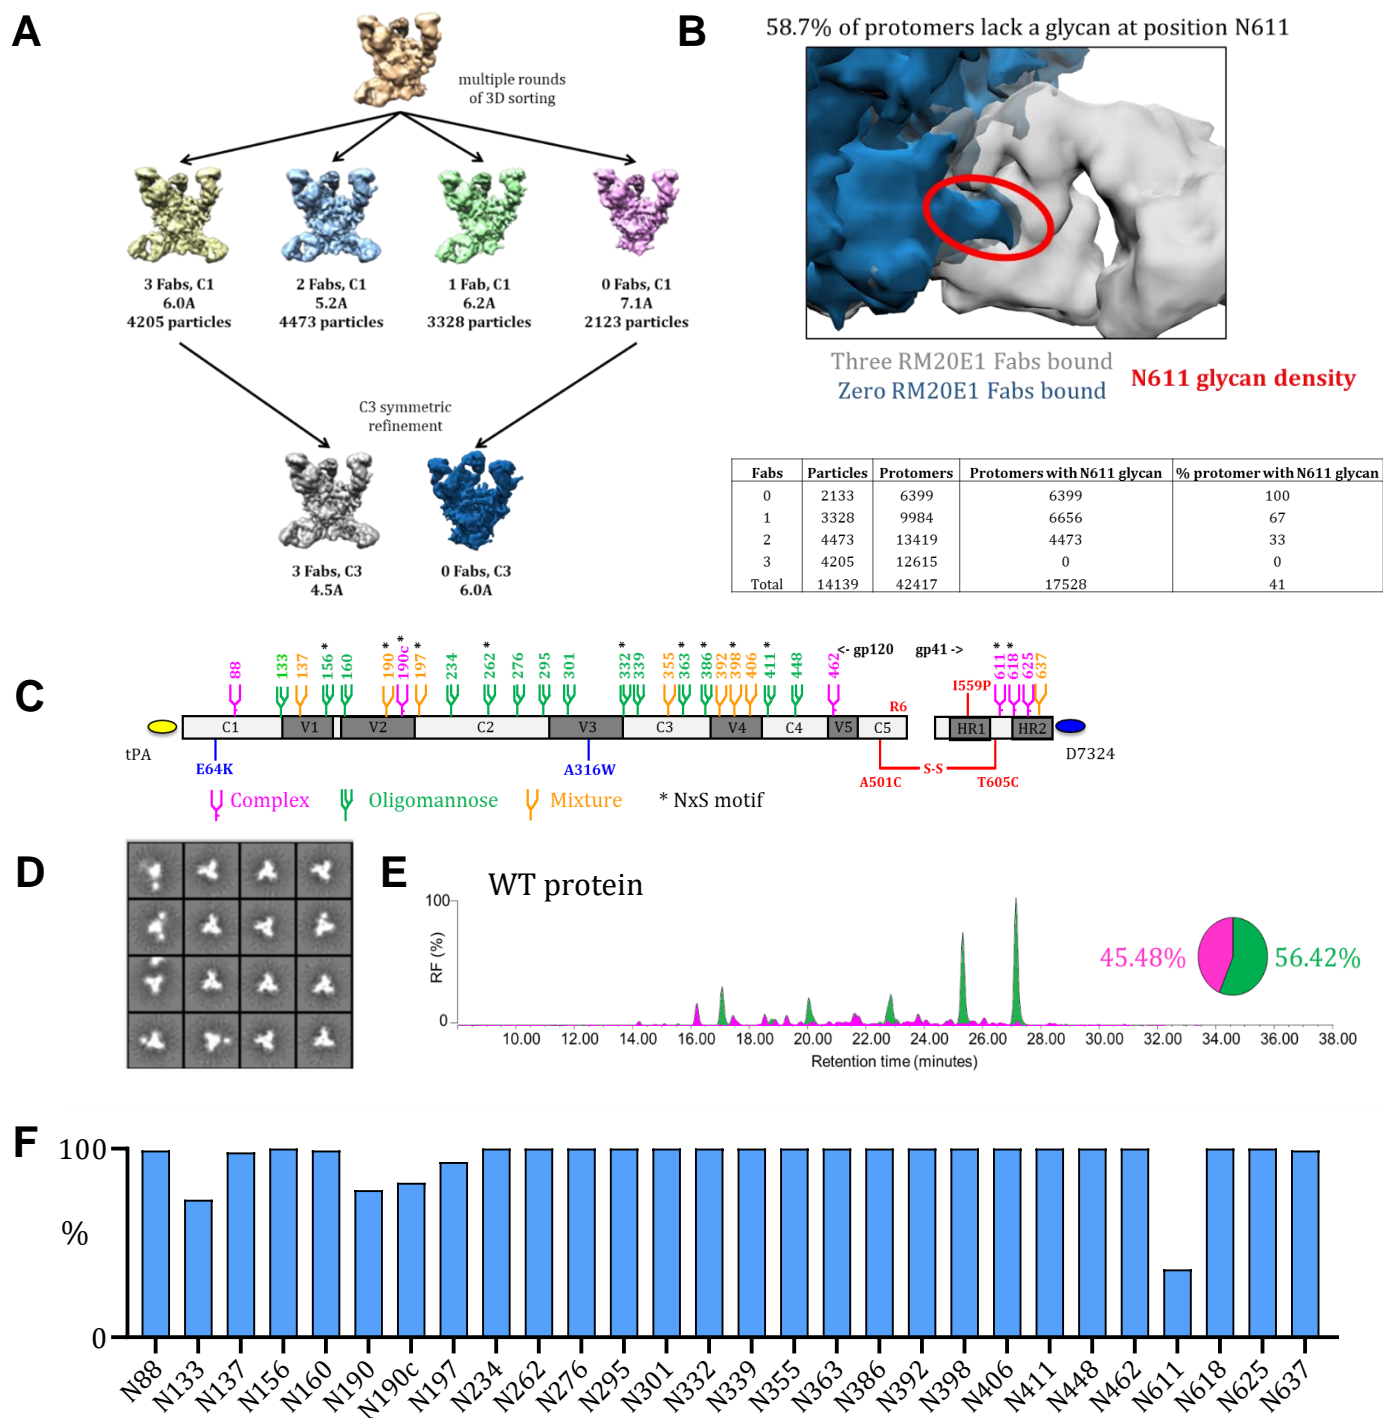 A
multiple rounds
of 3D sorting
3 Fabs, C1
6.0A
4205 particles
2 Fabs, C1
5.2A
4473 particles
1 Fab, C1
6.2A
3328 particles
0 Fabs, C1
7.1A
2123 particles
C3 symmetric
refinement
3 Fabs, C3
4.5A
0 Fabs, C3
6.0A
B
58.7% of protomers lack a glycan at position N611
Three RM20E1 Fabs bound
Zero RM20E1 Fabs bound
N611 glycan density
Fabs Particles Protomers Protomers with N611 glycan % protomer with N611 glycan
0 2133 6399 6399 100
1 3328 9984 6656 67
2 4473 13419 4473 33
3 4205 12615 0 0
Total 14139 42417 17528 41
C
88 133 137 156* 160 190* 190c* 197* 234 262* 276 295 301 332* 339 355 363* 386* 392 398* 406 411* 448 462 <- gp120 gp41 -> 611* 618* 625 637
I559P
R6
C1 V1 V2 C2 V3 C3 V4 C4 V5 C5 HR1 HR2
tPA
D7324
E64K
A316W
S-S
A501C
T605C
Complex Oligomannose Mixture * NxS motif
D
E
WT protein
100
RF (%)
0
45.48%
56.42%
10.00 12.00 14.00 16.00 18.00 20.00 22.00 24.00 26.00 28.00 30.00 32.00 34.00 36.00 38.00
Retention time (minutes)
F
100
%
0
N88 N133 N137 N156 N160 N190 N190c N197 N234 N262 N276 N295 N301 N332 N339 N355 N363 N386 N392 N398 N406 N411 N448 N462 N611 N618 N625 N637